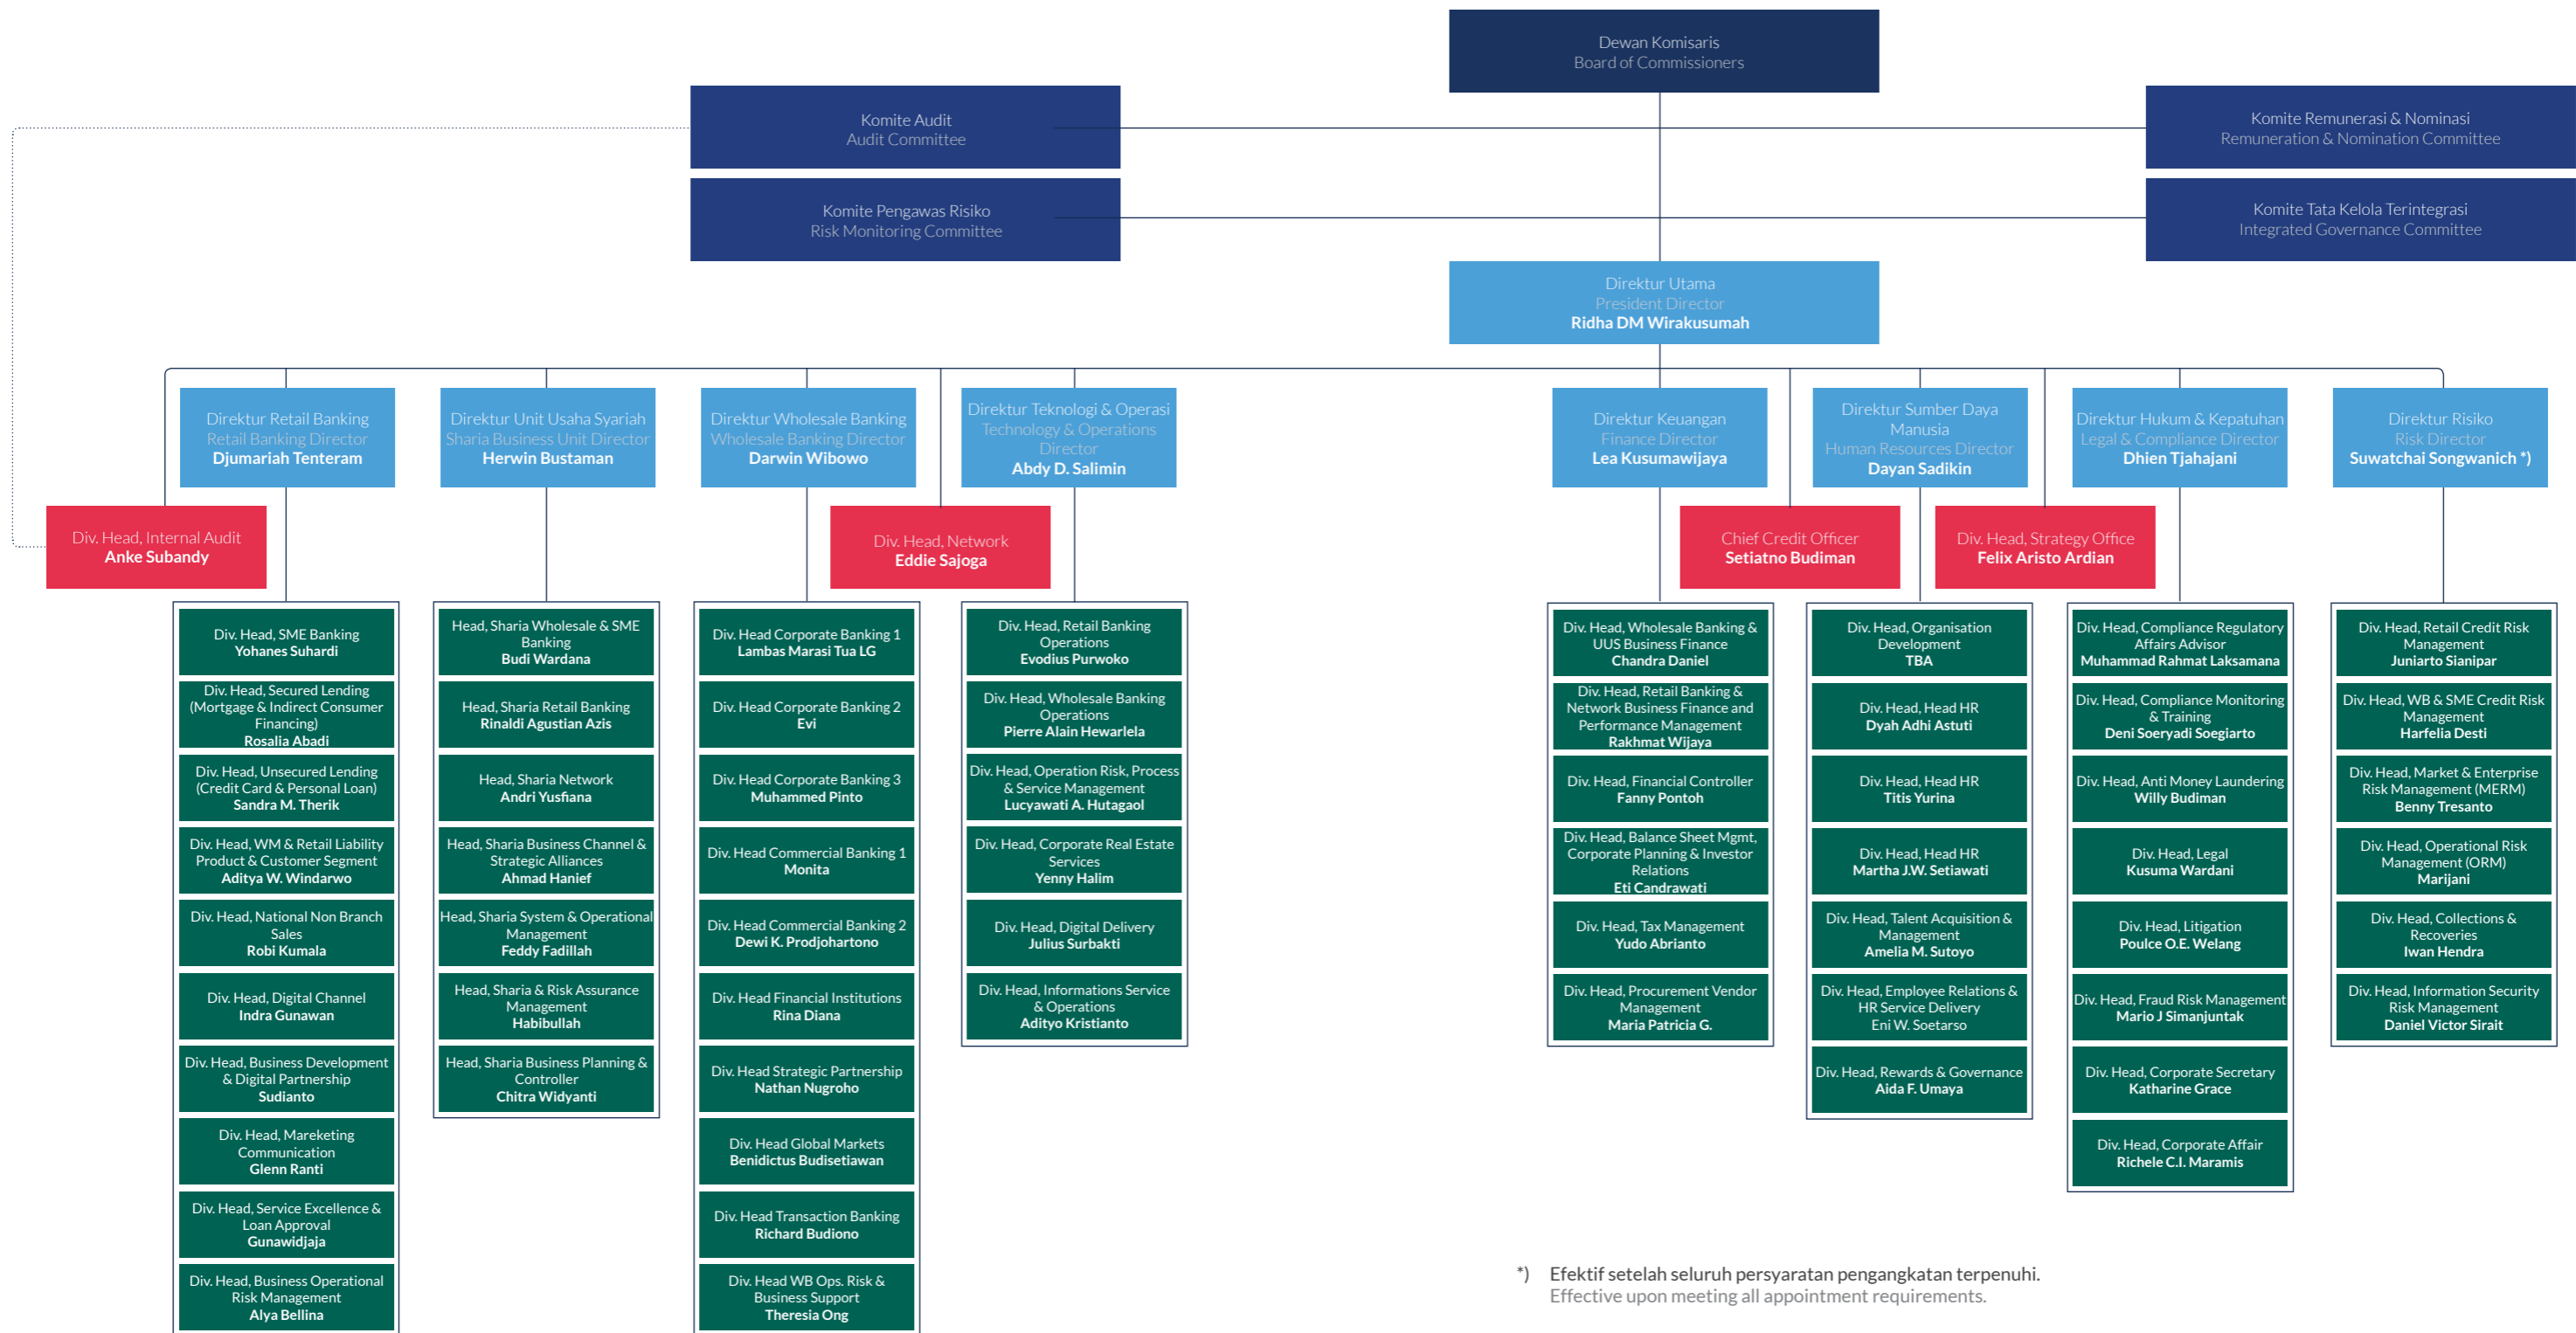 Dewan Komisaris
Board of Commissioners
Komite Audit
Audit Committee
Komite Remunerasi & Nominasi
Remuneration & Nomination Committee
Komite Pengawas Risiko
Risk Monitoring Committee
Komite Tata Kelola Terintegrasi
Integrated Governance Committee
Direktur Utama
President Director
Ridha DM Wirakusumah
Direktur Retail Banking
Retail Banking Director
Djumariah Tenteram
Direktur Unit Usaha Syariah
Sharia Business Unit Director
Herwin Bustaman
Direktur Wholesale Banking
Wholesale Banking Director
Darwin Wibowo
Direktur Teknologi & Operasi
Technology & Operations
Director
Abdy D. Salimin
Direktur Keuangan
Finance Director
Lea Kusumawijaya
Direktur Sumber Daya
Manusia
Human Resources Director
Dayan Sadikin
Direktur Hukum & Kepatuhan
Legal & Compliance Director
Dhien Tjahajani
Direktur Risiko
Risk Director
Suwatchai Songwanich *)
Div. Head, Internal Audit
Anke Subandy
Div. Head, Network
Eddie Sajoga
Chief Credit Officer
Setiatno Budiman
Div. Head, Strategy Office
Felix Aristo Ardian
Div. Head, SME Banking
Yohanes Suhardi
Div. Head, Secured Lending
(Mortgage & Indirect Consumer
Financing)
Rosalia Abadi
Div. Head, Unsecured Lending
(Credit Card & Personal Loan)
Sandra M. Therik
Div. Head, WM & Retail Liability
Product & Customer Segment
Aditya W. Windarwo
Div. Head, National Non Branch
Sales
Robi Kumala
Div. Head, Digital Channel
Indra Gunawan
Div. Head, Business Development
& Digital Partnership
Sudianto
Div. Head, Mareketing
Communication
Glenn Ranti
Div. Head, Service Excellence &
Loan Approval
Gunawidjaja
Div. Head, Business Operational
Risk Management
Alya Bellina
Head, Sharia Wholesale & SME
Banking
Budi Wardana
Head, Sharia Retail Banking
Rinaldi Agustian Azis
Head, Sharia Network
Andri Yusfiana
Head, Sharia Business Channel &
Strategic Alliances
Ahmad Hanief
Head, Sharia System & Operational
Management
Feddy Fadillah
Head, Sharia & Risk Assurance
Management
Habibullah
Head, Sharia Business Planning &
Controller
Chitra Widyanti
Div. Head Corporate Banking 1
Lambas Marasi Tua LG
Div. Head Corporate Banking 2
Evi
Div. Head Corporate Banking 3
Muhammed Pinto
Div. Head Commercial Banking 1
Monita
Div. Head Commercial Banking 2
Dewi K. Prodjohartono
Div. Head Financial Institutions
Rina Diana
Div. Head Strategic Partnership
Nathan Nugroho
Div. Head Global Markets
Benidictus Budisetiawan
Div. Head Transaction Banking
Richard Budiono
Div. Head WB Ops. Risk &
Business Support
Theresia Ong
Div. Head, Retail Banking
Operations
Evodius Purwoko
Div. Head, Wholesale Banking
Operations
Pierre Alain Hewarlela
Div. Head, Operation Risk, Process
& Service Management
Lucyawati A. Hutagaol
Div. Head, Corporate Real Estate
Services
Yenny Halim
Div. Head, Digital Delivery
Julius Surbakti
Div. Head, Informations Service
& Operations
Adityo Kristianto
Div. Head, Wholesale Banking &
UUS Business Finance
Chandra Daniel
Div. Head, Retail Banking &
Network Business Finance and
Performance Management
Rakhmat Wijaya
Div. Head, Financial Controller
Fanny Pontoh
Div. Head, Balance Sheet Mgmt,
Corporate Planning & Investor
Relations
Eti Candrawati
Div. Head, Tax Management
Yudo Abrianto
Div. Head, Procurement Vendor
Management
Maria Patricia G.
Div. Head, Organisation
Development
TBA
Div. Head, Head HR
Dyah Adhi Astuti
Div. Head, Head HR
Titis Yurina
Div. Head, Head HR
Martha J.W. Setiawati
Div. Head, Talent Acquisition &
Management
Amelia M. Sutoyo
Div. Head, Employee Relations &
HR Service Delivery
Eni W. Soetarso
Div. Head, Rewards & Governance
Aida F. Umaya
Div. Head, Compliance Regulatory
Affairs Advisor
Muhammad Rahmat Laksamana
Div. Head, Compliance Monitoring
& Training
Deni Soeryadi Soegiarto
Div. Head, Anti Money Laundering
Willy Budiman
Div. Head, Legal
Kusuma Wardani
Div. Head, Litigation
Poulce O.E. Welang
Div. Head, Fraud Risk Management
Mario J Simanjuntak
Div. Head, Corporate Secretary
Katharine Grace
Div. Head, Corporate Affair
Richele C.I. Maramis
Div. Head, Retail Credit Risk
Management
Juniarto Sianipar
Div. Head, WB & SME Credit Risk
Management
Harfelia Desti
Div. Head, Market & Enterprise
Risk Management (MERM)
Benny Tresanto
Div. Head, Operational Risk
Management (ORM)
Marijani
Div. Head, Collections &
Recoveries
Iwan Hendra
Div. Head, Information Security
Risk Management
Daniel Victor Sirait
*) Efektif setelah seluruh persyaratan pengangkatan terpenuhi.
Effective upon meeting all appointment requirements.